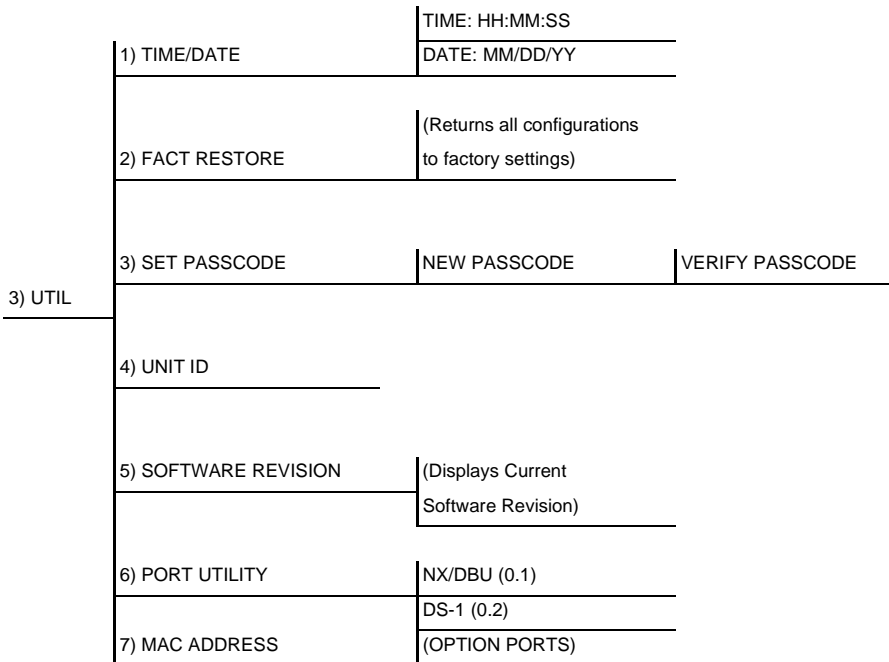 TIME: HH:MM:SS
1) TIME/DATE DATE: MM/DD/YY
(Returns all configurations
2) FACT RESTORE to factory settings)
3) SET PASSCODE NEW PASSCODE VERIFY PASSCODE
3) UTIL
4) UNIT ID
5) SOFTWARE REVISION (Displays Current
Software Revision)
6) PORT UTILITY NX/DBU (0.1)
DS-1 (0.2)
7) MAC ADDRESS (OPTION PORTS)